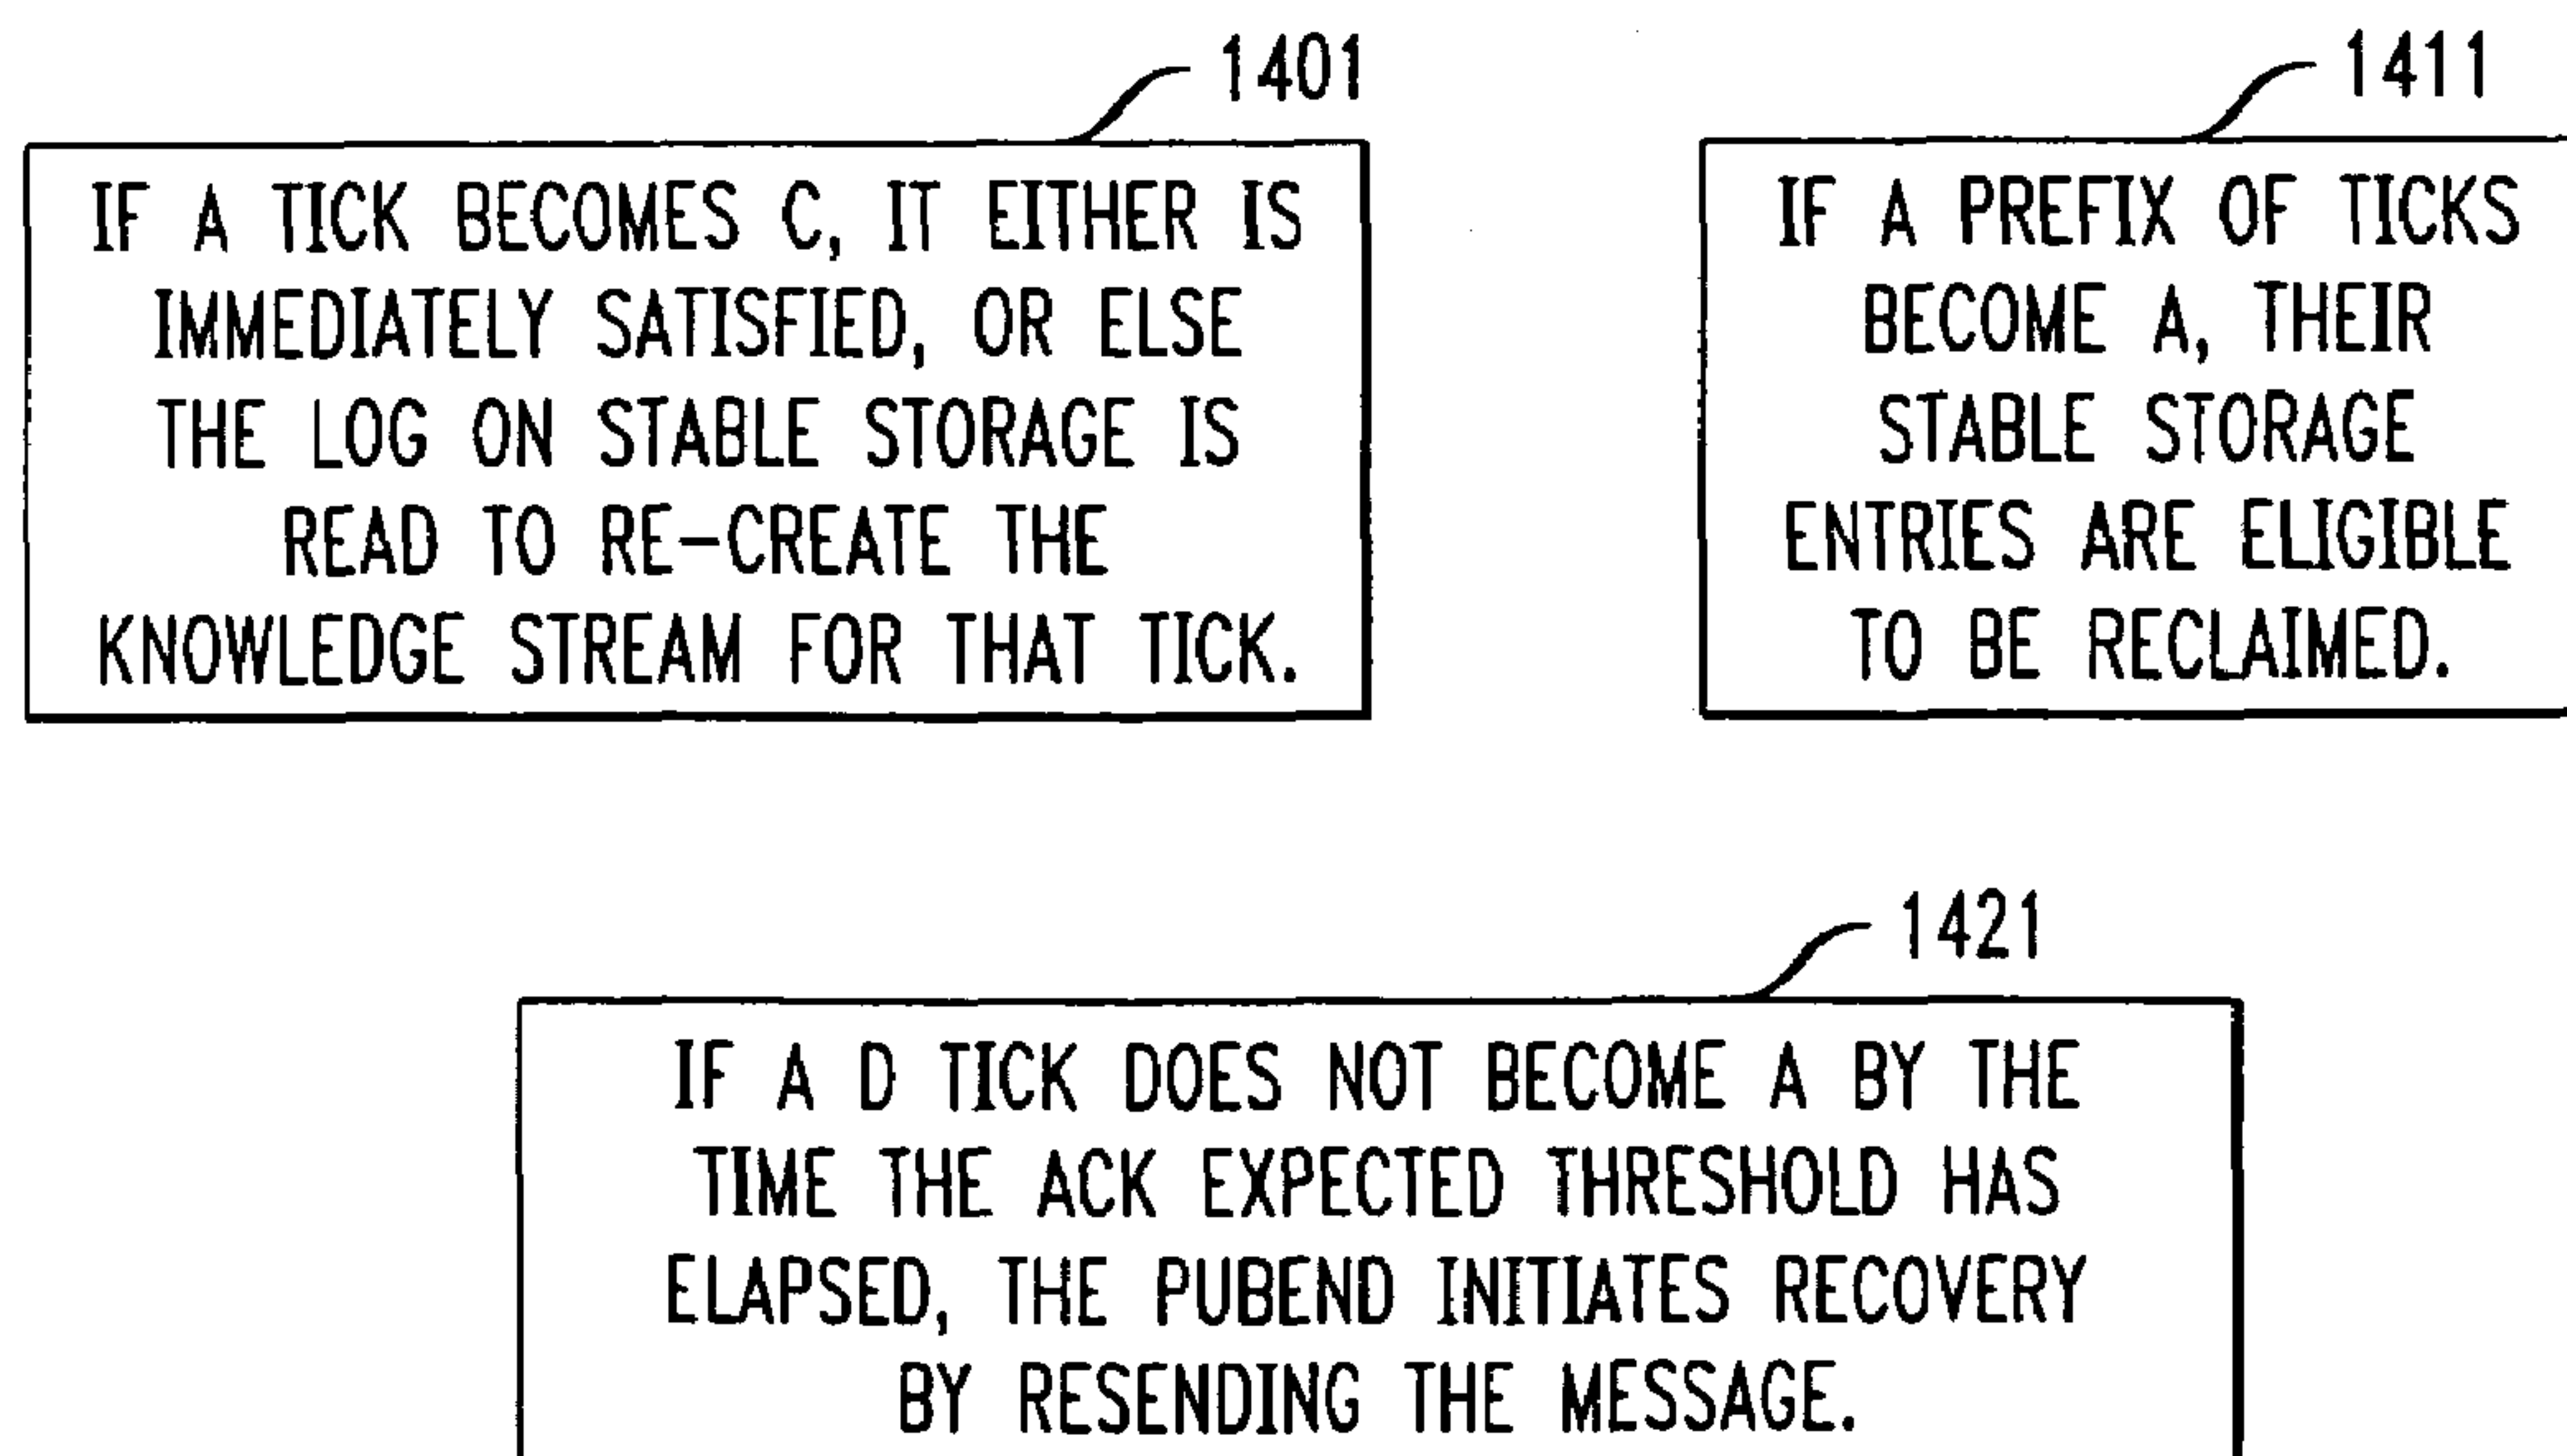 1401
IF A TICK BECOMES C, IT EITHER IS
IMMEDIATELY SATISFIED, OR ELSE
THE LOG ON STABLE STORAGE IS
READ TO RE-CREATE THE
KNOWLEDGE STREAM FOR THAT TICK.
1411
IF A PREFIX OF TICKS
BECOME A, THEIR
STABLE STORAGE
ENTRIES ARE ELIGIBLE
TO BE RECLAIMED.
1421
IF A D TICK DOES NOT BECOME A BY THE
TIME THE ACK EXPECTED THRESHOLD HAS
ELAPSED, THE PUBEND INITIATES RECOVERY
BY RESENDING THE MESSAGE.